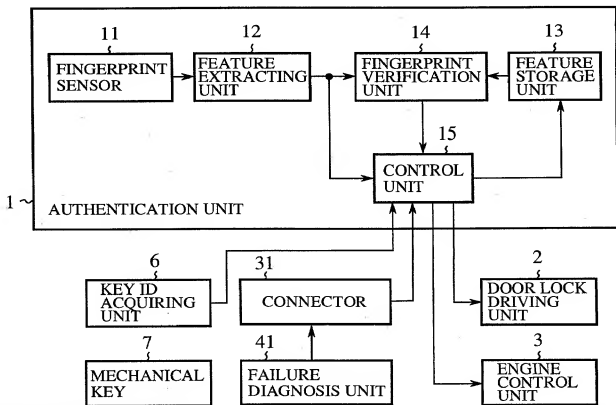 11
12
14
13
FINGERPRINT
SENSOR
FEATURE
EXTRACTING
UNIT
FINGERPRINT
VERIFICATION
UNIT
FEATURE
STORAGE
UNIT
15
CONTROL
UNIT
1
AUTHENTICATION UNIT
6
31
2
KEY ID
ACQUIRING
UNIT
CONNECTOR
DOOR LOCK
DRIVING
UNIT
7
41
3
MECHANICAL
KEY
FAILURE
DIAGNOSIS UNIT
ENGINE
CONTROL
UNIT